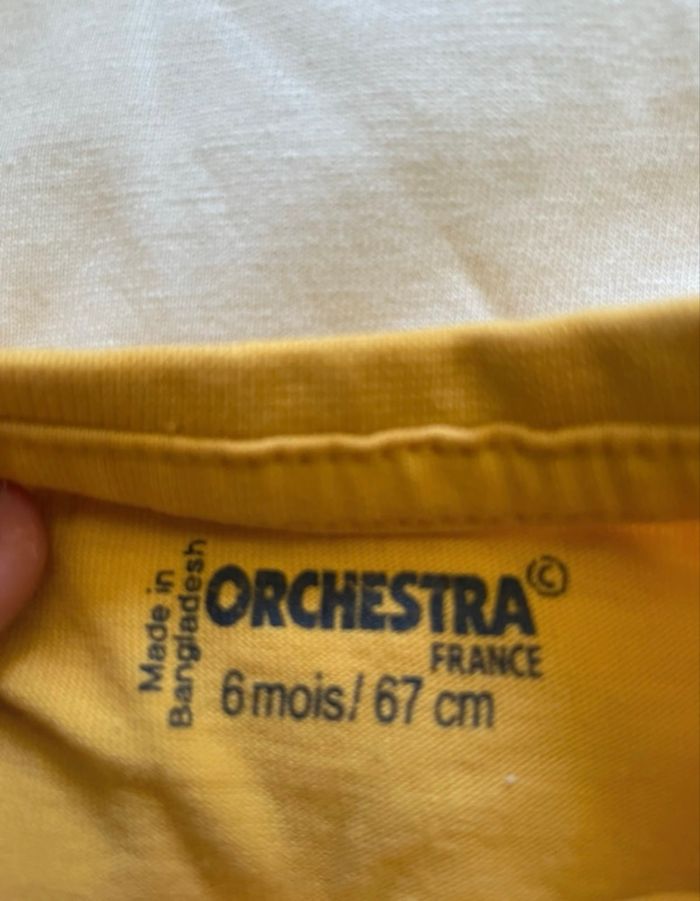 Made in
Bangladesh
ORCHESTRA©
FRANCE
6 mois/ 67 cm